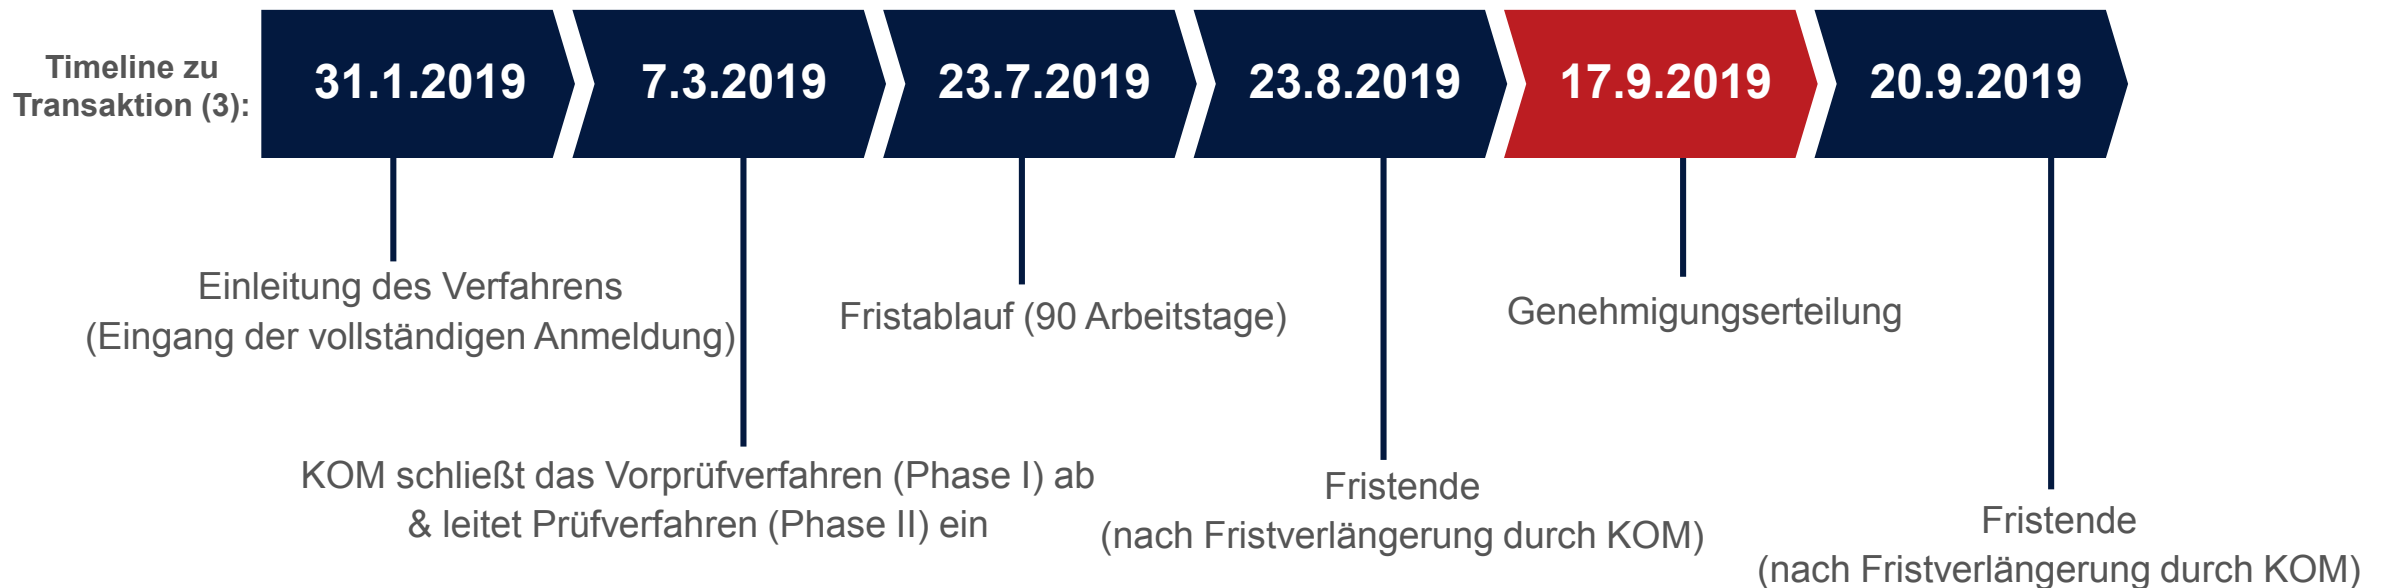 Timeline zu
Transaktion (3):
31.1.2019
7.3.2019
23.7.2019
23.8.2019
17.9.2019
20.9.2019
Einleitung des Verfahrens
(Eingang der vollständigen Anmeldung)
KOM schließt das Vorprüfverfahren (Phase I) ab
& leitet Prüfverfahren (Phase II) ein
Fristablauf (90 Arbeitstage)
Fristende
(nach Fristverlängerung durch KOM)
Genehmigungserteilung
Fristende
(nach Fristverlängerung durch KOM)